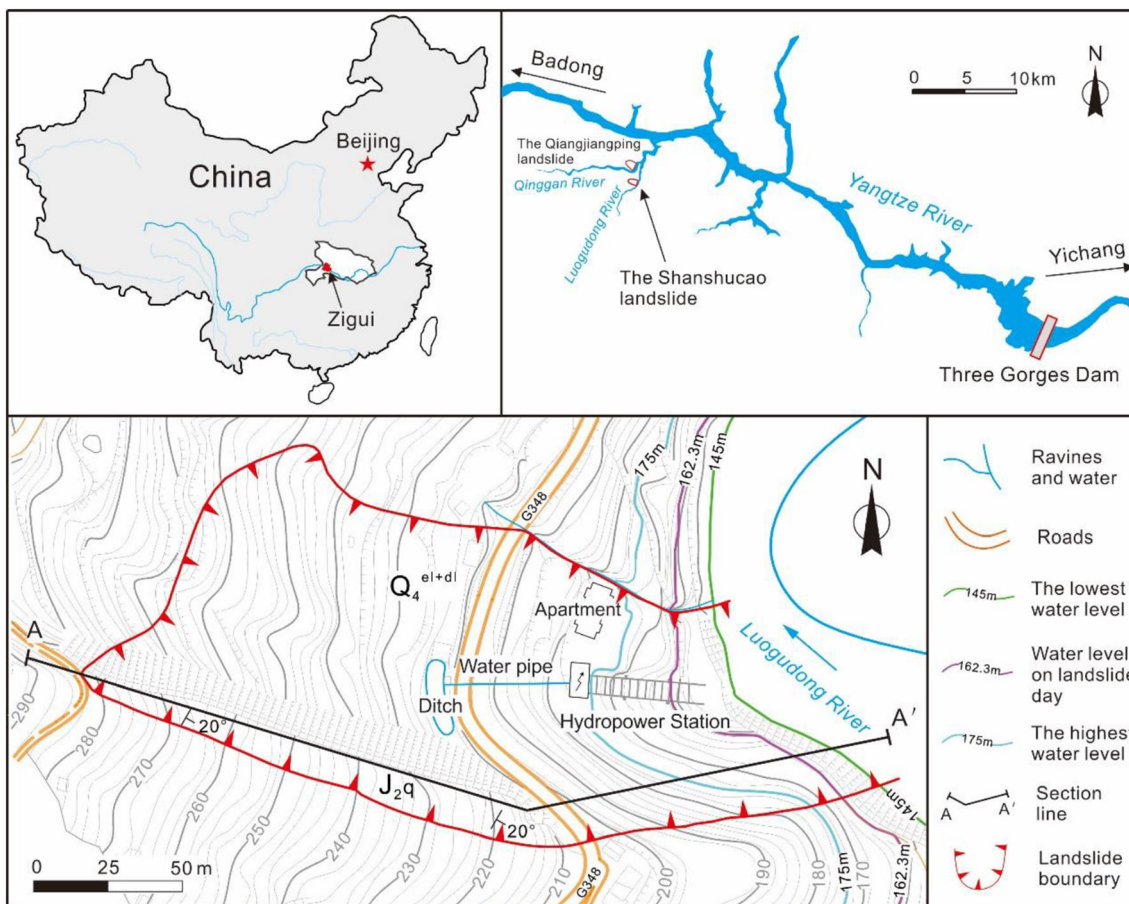 Beijing
China
Zigui
Badong
N
0 5 10km
The Qiangjiangping
landslide
Qinggan River
Luogudong River
The Shanshucao
landslide
Yangtze River
Yichang
Three Gorges Dam
G348
175m
162.3m
145m
N
Q4 el+dl
Apartment
A
Water pipe
Ditch
Hydropower Station
Luogudong River
A′
20°
J2q
20°
290
280
270
260
250
240
230
220
210
200
190
180
170
G348
175m
162.3m
145m
0 25 50 m
Ravines
and water
Roads
145m
The lowest
water level
162.3m
Water level
on landslide
day
175m
The highest
water level
A A′
Section
line
Landslide
boundary